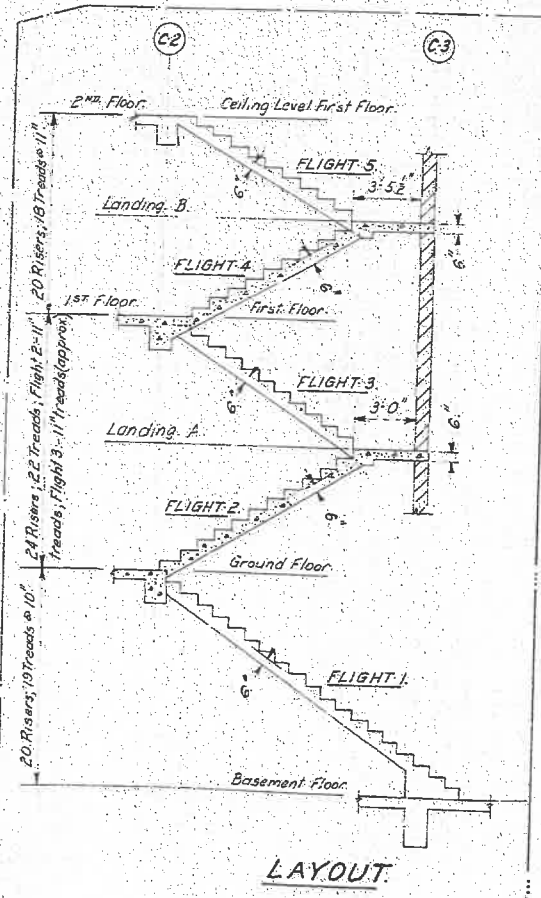 C-2
C-3
2ND Floor.
Ceiling Level First Floor.
FLIGHT-5.
6"
3'-5½"
Landing. B.
6"
FLIGHT-4
6"
1ST Floor.
First Floor.
FLIGHT-3
6"
3'-0"
6"
Landing A
FLIGHT-2
6"
Ground Floor.
FLIGHT-1.
6"
Basement Floor.
20 Risers; 18 Treads @ 11"
24 Risers; 22 Treads; Flight 2:-11"
treads; Flight 3:-11" treads (approx)
20 Risers; 19 Treads @ 10"
LAYOUT.